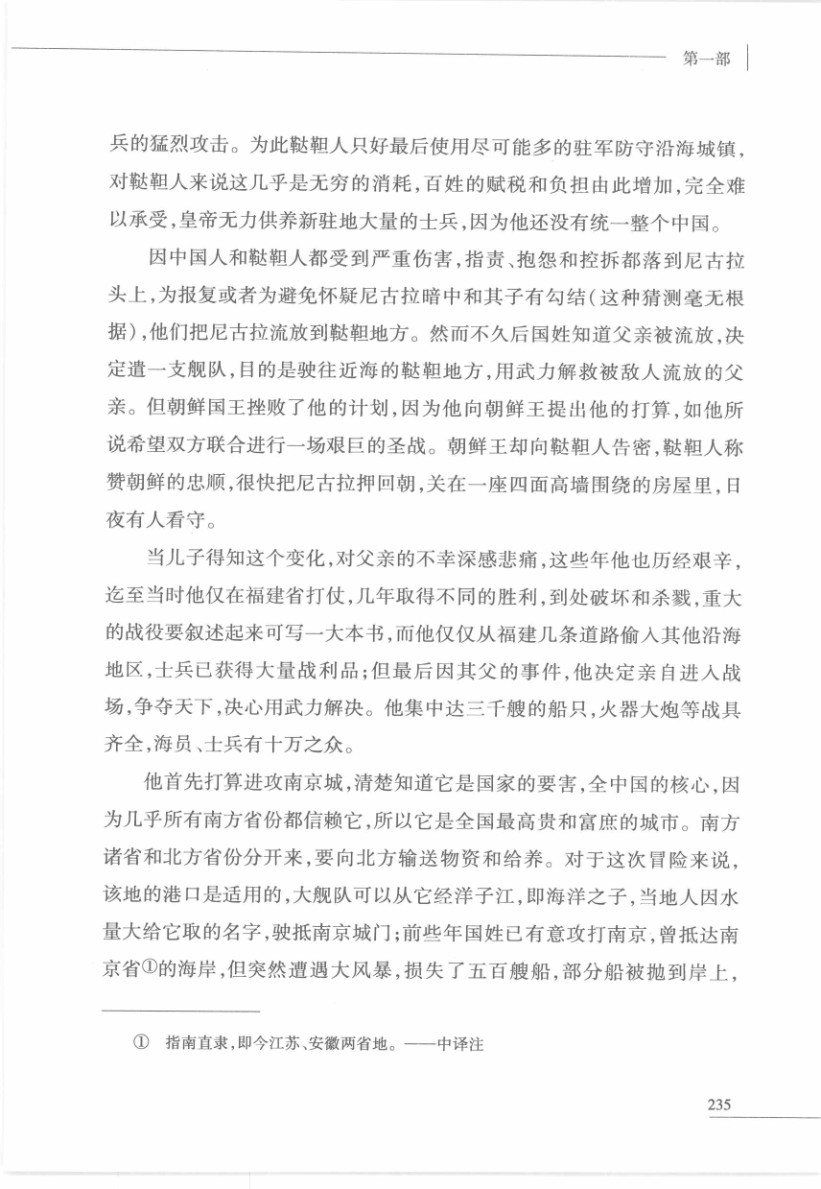 第一部
兵的猛烈攻击。为此鞑靼人只好最后使用尽可能多的驻军防守沿海城镇，
对鞑靼人来说这几乎是无穷的消耗，百姓的赋税和负担由此增加，完全难
以承受，皇帝无力供养新驻地大量的士兵，因为他还没有统一整个中国。
因中国人和鞑靼人都受到严重伤害，指责、抱怨和控拆都落到尼古拉
头上，为报复或者为避免怀疑尼古拉暗中和其子有勾结（这种猜测毫无根
据），他们把尼古拉流放到鞑靼地方。然而不久后国姓知道父亲被流放，决
定遣一支舰队，目的是驶往近海的鞑靼地方，用武力解救被敌人流放的父
亲。但朝鲜国王挫败了他的计划，因为他向朝鲜王提出他的打算，如他所
说希望双方联合进行一场艰巨的圣战。朝鲜王却向鞑靼人告密，鞑靼人称
赞朝鲜的忠顺，很快把尼古拉押回朝，关在一座四面高墙围绕的房屋里，日
夜有人看守。
当儿子得知这个变化，对父亲的不幸深感悲痛，这些年他也历经艰辛，
迄至当时他仅在福建省打仗，几年取得不同的胜利，到处破坏和杀戮，重大
的战役要叙述起来可写一大本书，而他仅仅从福建几条道路偷入其他沿海
地区，士兵已获得大量战利品；但最后因其父的事件，他决定亲自进入战
场，争夺天下，决心用武力解决。他集中达三千艘的船只，火器大炮等战具
齐全，海员、士兵有十万之众。
他首先打算进攻南京城，清楚知道它是国家的要害，全中国的核心，因
为几乎所有南方省份都信赖它，所以它是全国最高贵和富庶的城市。南方
诸省和北方省份分开来，要向北方输送物资和给养。对于这次冒险来说，
该地的港口是适用的，大舰队可以从它经洋子江，即海洋之子，当地人因水
量大给它取的名字，驶抵南京城门；前些年国姓已有意攻打南京，曾抵达南
京省①的海岸，但突然遭遇大风暴，损失了五百艘船，部分船被抛到岸上，
① 指南直隶，即今江苏、安徽两省地。——中译注
235